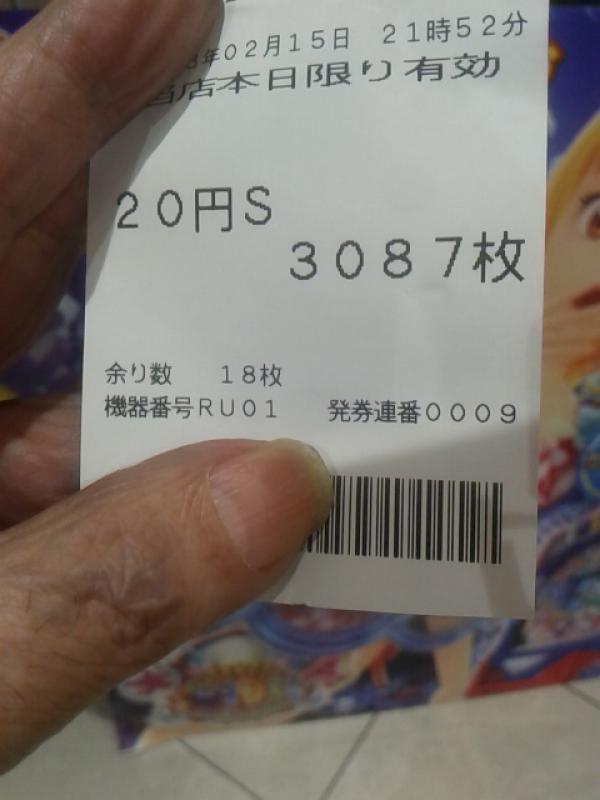 年02月15日 21時52分
当店本日限り有効
20円S
3087枚
余り数 18枚
機器番号RU01 発券連番0009